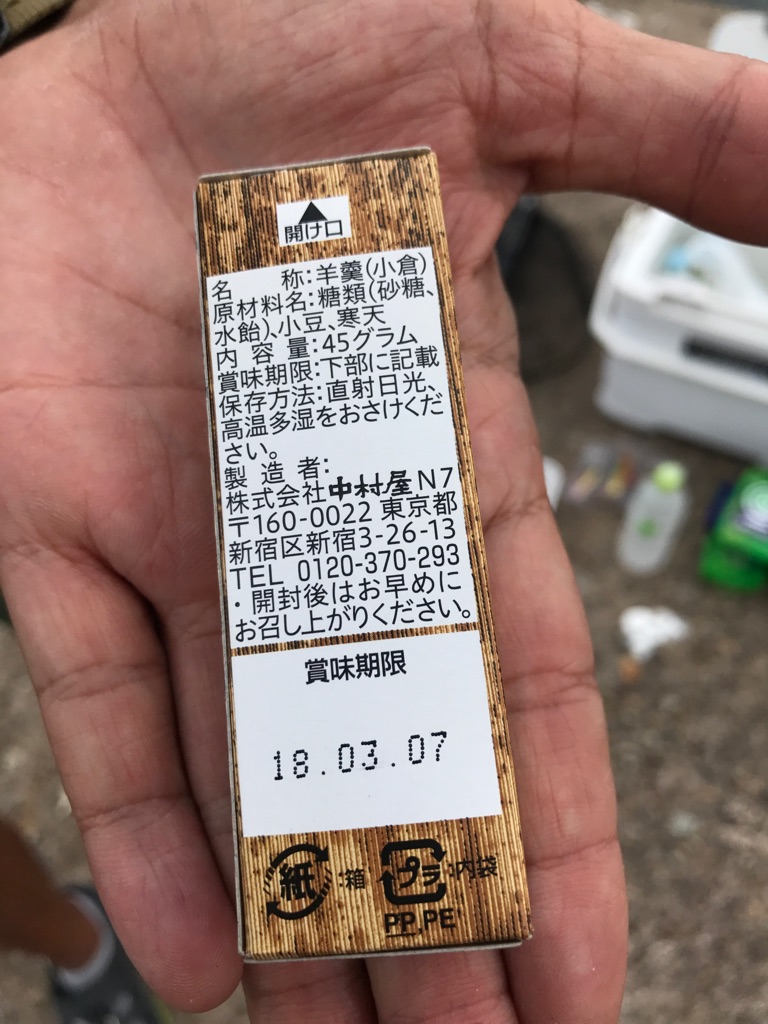 開け口
名 称:羊羹(小倉)
原材料名:糖類(砂糖、
水飴)、小豆、寒天
内 容 量:45グラム
賞味期限:下部に記載
保存方法:直射日光、
高温多湿をおさけくだ
さい。
製 造 者:
株式会社中村屋 N7
〒160-0022 東京都
新宿区新宿3-26-13
TEL 0120-370-293
・開封後はお早めに
お召し上がりください。
賞味期限
18.03.07
紙 :箱 プラ :内袋
PP,PE